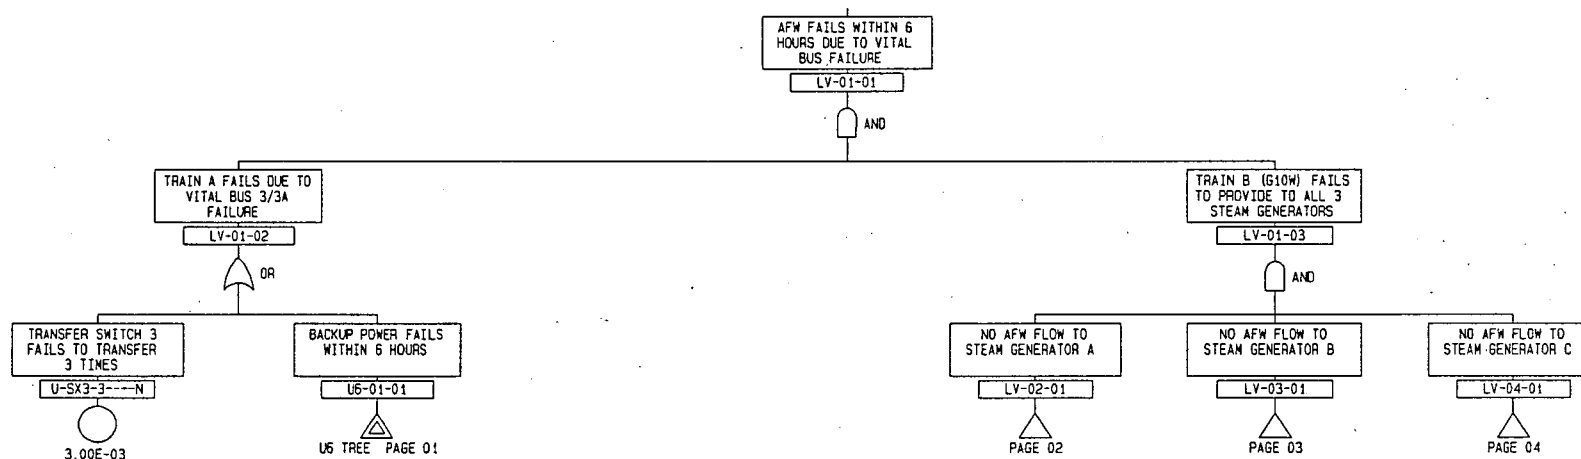 AFW FAILS WITHIN 6
HOURS DUE TO VITAL
BUS FAILURE
LV-01-01
AND
TRAIN A FAILS DUE TO
VITAL BUS 3/3A
FAILURE
LV-01-02
OR
TRAIN B (G10W) FAILS
TO PROVIDE TO ALL 3
STEAM GENERATORS
LV-01-03
AND
TRANSFER SWITCH 3
FAILS TO TRANSFER
3 TIMES
U-SX3-3----N
3.00E-03
BACKUP POWER FAILS
WITHIN 6 HOURS
U6-01-01
U6 TREE PAGE 01
NO AFW FLOW TO
STEAM GENERATOR A
LV-02-01
PAGE 02
NO AFW FLOW TO
STEAM GENERATOR B
LV-03-01
PAGE 03
NO AFW FLOW TO
STEAM GENERATOR C
LV-04-01
PAGE 04